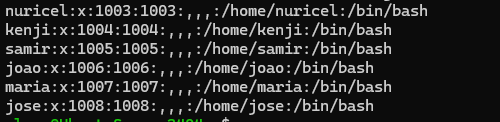 nuricel:x:1003:1003:,,,:/home/nuricel:/bin/bash
kenji:x:1004:1004:,,,:/home/kenji:/bin/bash
samir:x:1005:1005:,,,:/home/samir:/bin/bash
joao:x:1006:1006:,,,:/home/joao:/bin/bash
maria:x:1007:1007:,,,:/home/maria:/bin/bash
jose:x:1008:1008:,,,:/home/jose:/bin/bash